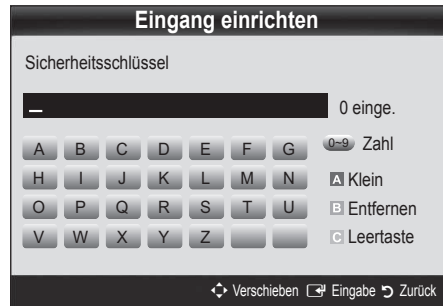 Eingang einrichten
Sicherheitsschlüssel
0 einge.
A B C D E F G 0~9 Zahl
H I J K L M N A Klein
O P Q R S T U B Entfernen
V W X Y Z C Leertaste
Verschieben Eingabe Zurück